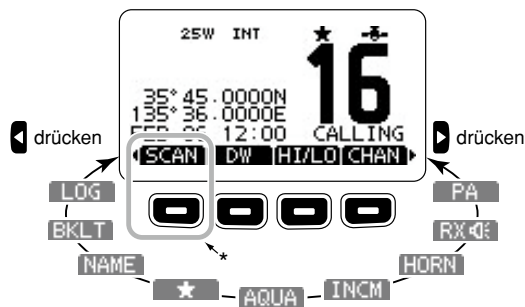 25W INT
16
35°45.0000N
135°36.0000E
FEB 06 12:00 CALLING
SCAN DW HI/LO CHAN
drücken
drücken
LOG
PA
BKLT
RX
NAME
HORN
★
AQUA
INCM
*